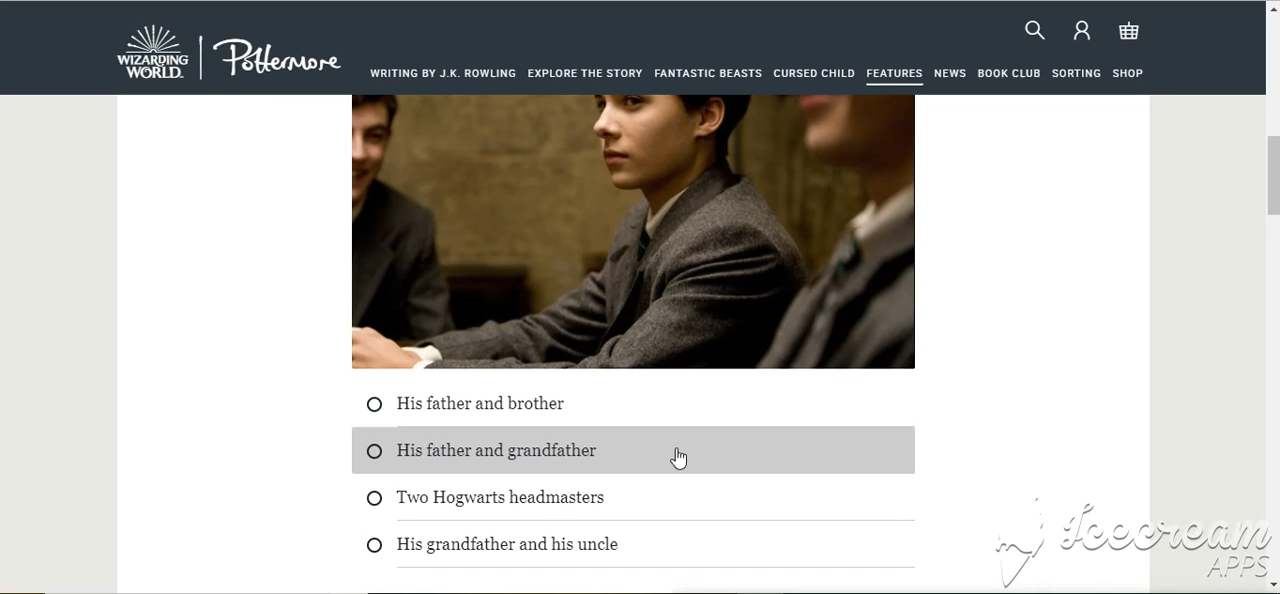 WIZARDING WORLD | Pottermore
WRITING BY J.K. ROWLING EXPLORE THE STORY FANTASTIC BEASTS CURSED CHILD FEATURES NEWS BOOK CLUB SORTING SHOP
His father and brother
His father and grandfather
Two Hogwarts headmasters
His grandfather and his uncle
Icecream
APPS